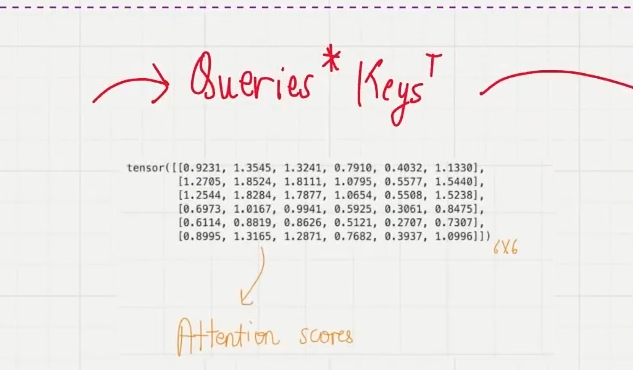 Queries * Keys^T
tensor([[0.9231, 1.3545, 1.3241, 0.7910, 0.4032, 1.1330],
[1.2705, 1.8524, 1.8111, 1.0795, 0.5577, 1.5440],
[1.2544, 1.8284, 1.7877, 1.0654, 0.5508, 1.5238],
[0.6973, 1.0167, 0.9941, 0.5925, 0.3061, 0.8475],
[0.6114, 0.8819, 0.8626, 0.5121, 0.2707, 0.7307],
[0.8995, 1.3165, 1.2871, 0.7682, 0.3937, 1.0996]])
6X6
Attention scores